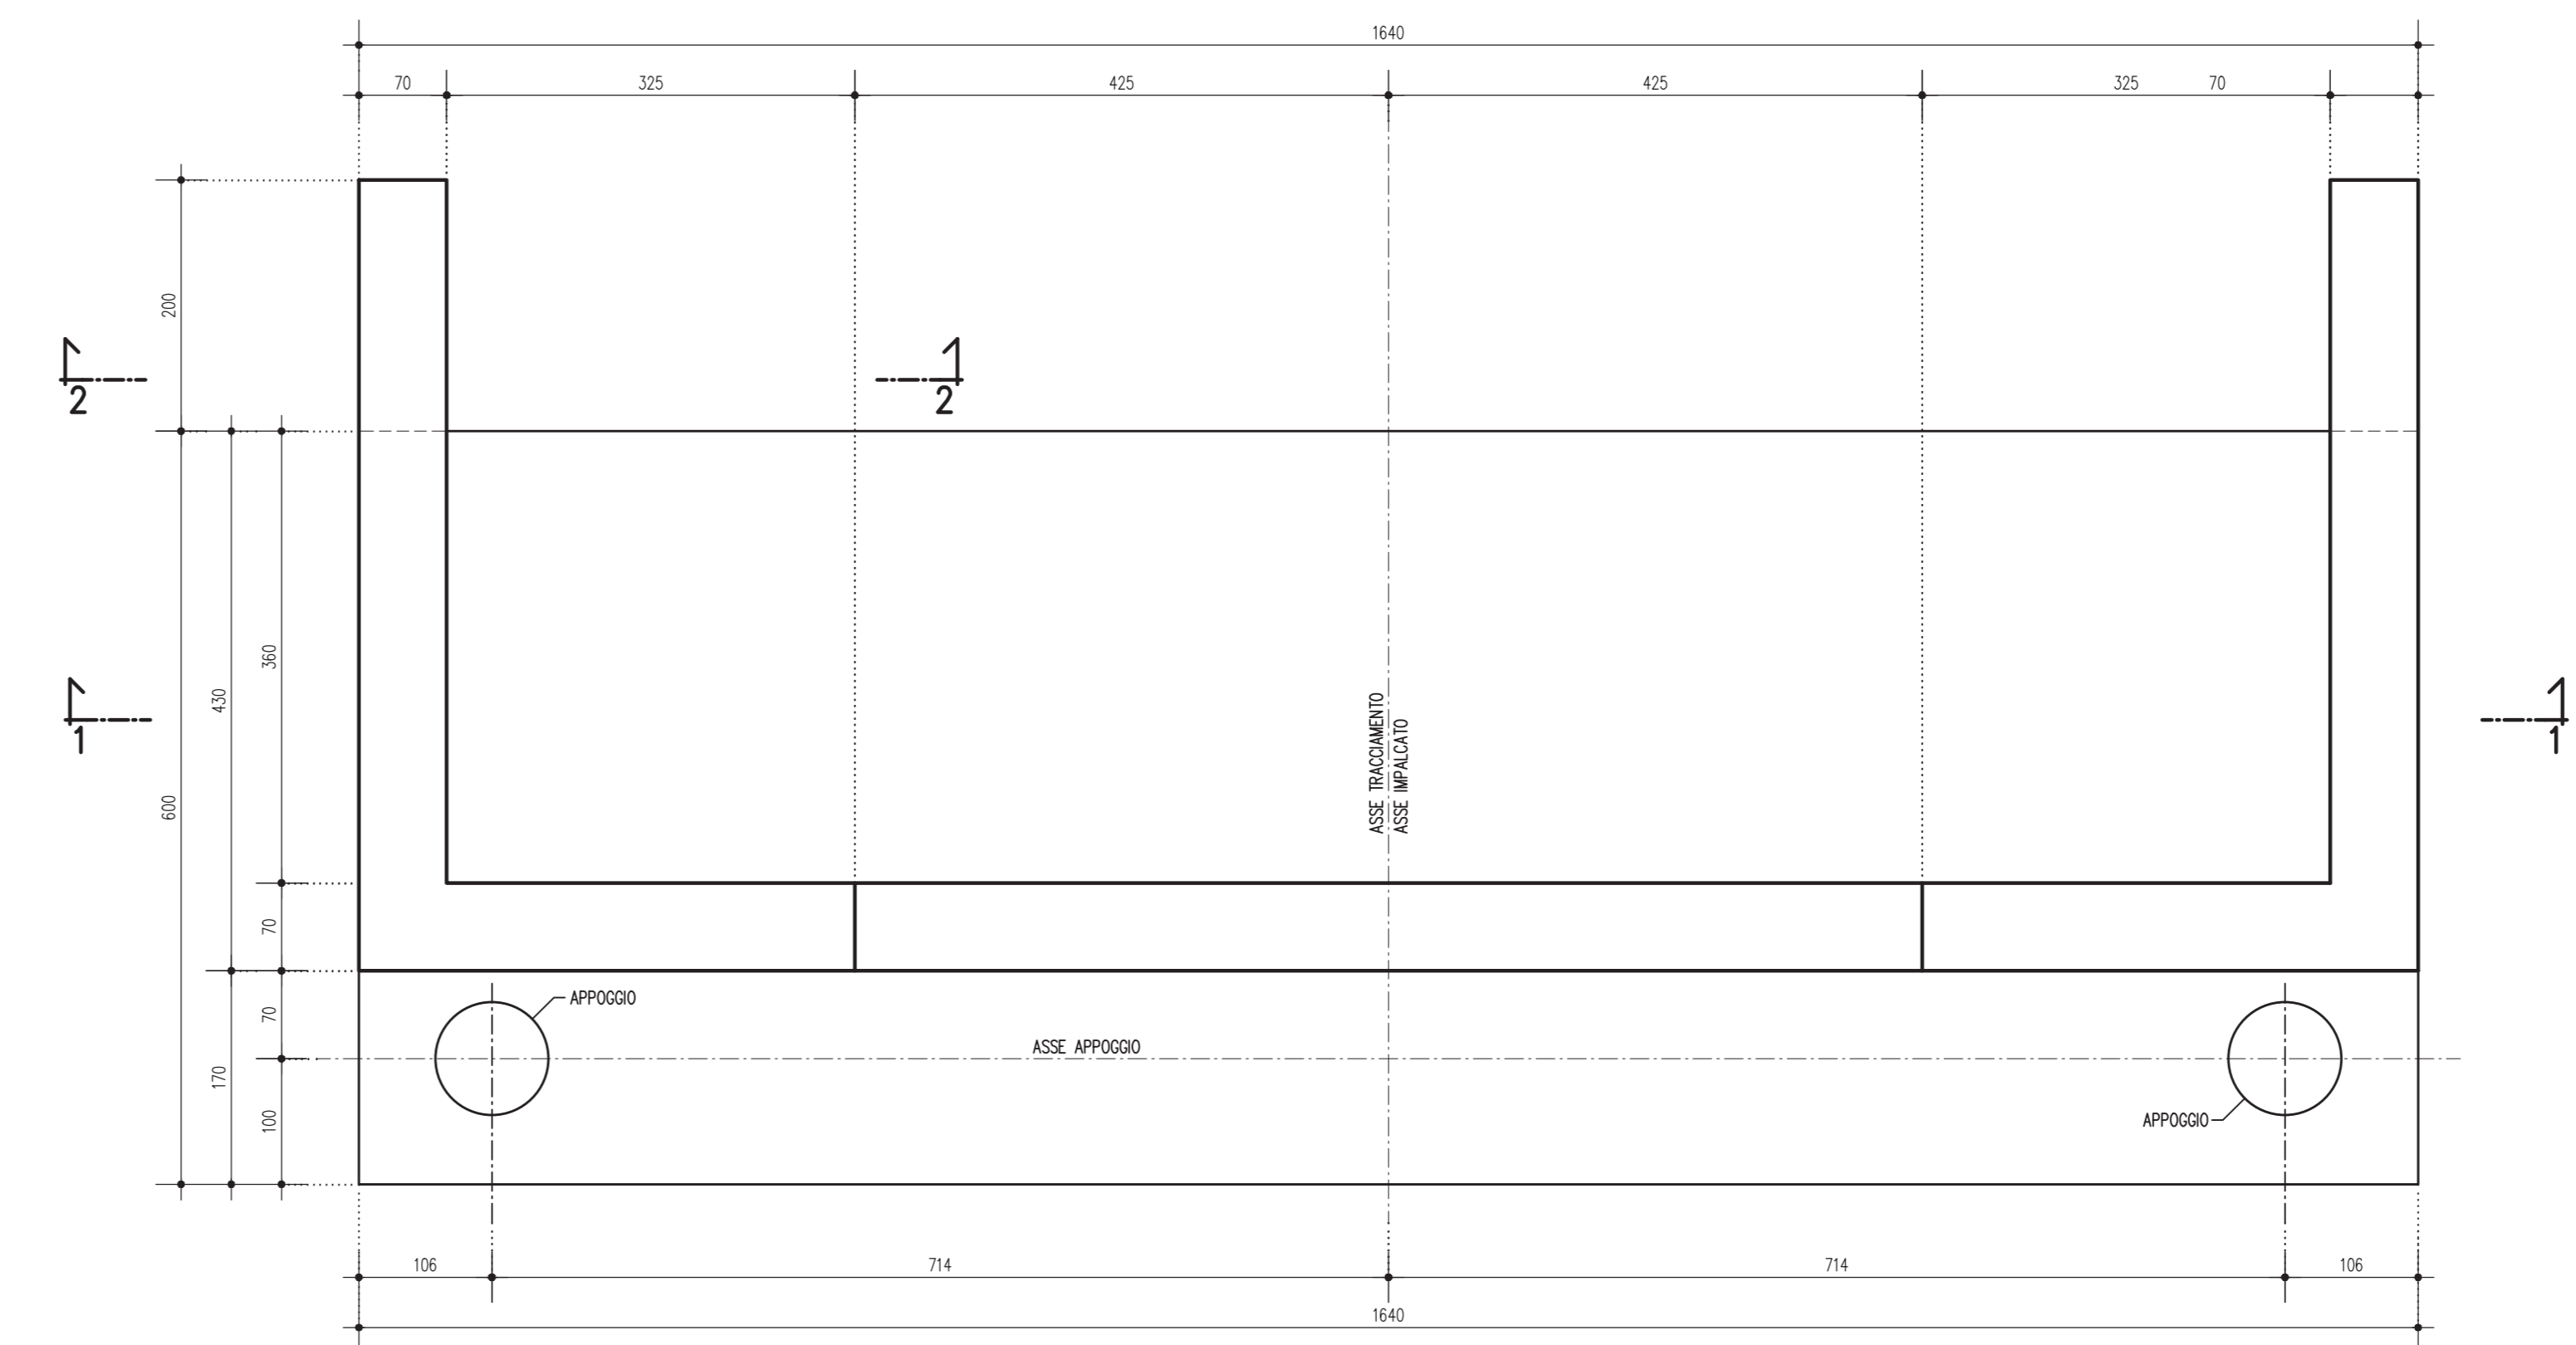 1640
70 325 425 425 325 70
200
2 2
360
430
600
1 1
ASSE TRACCIAMENTO
ASSE IMPALCATO
70
70
170
100
APPOGGIO
ASSE APPOGGIO
APPOGGIO
106 714 714 106
1640